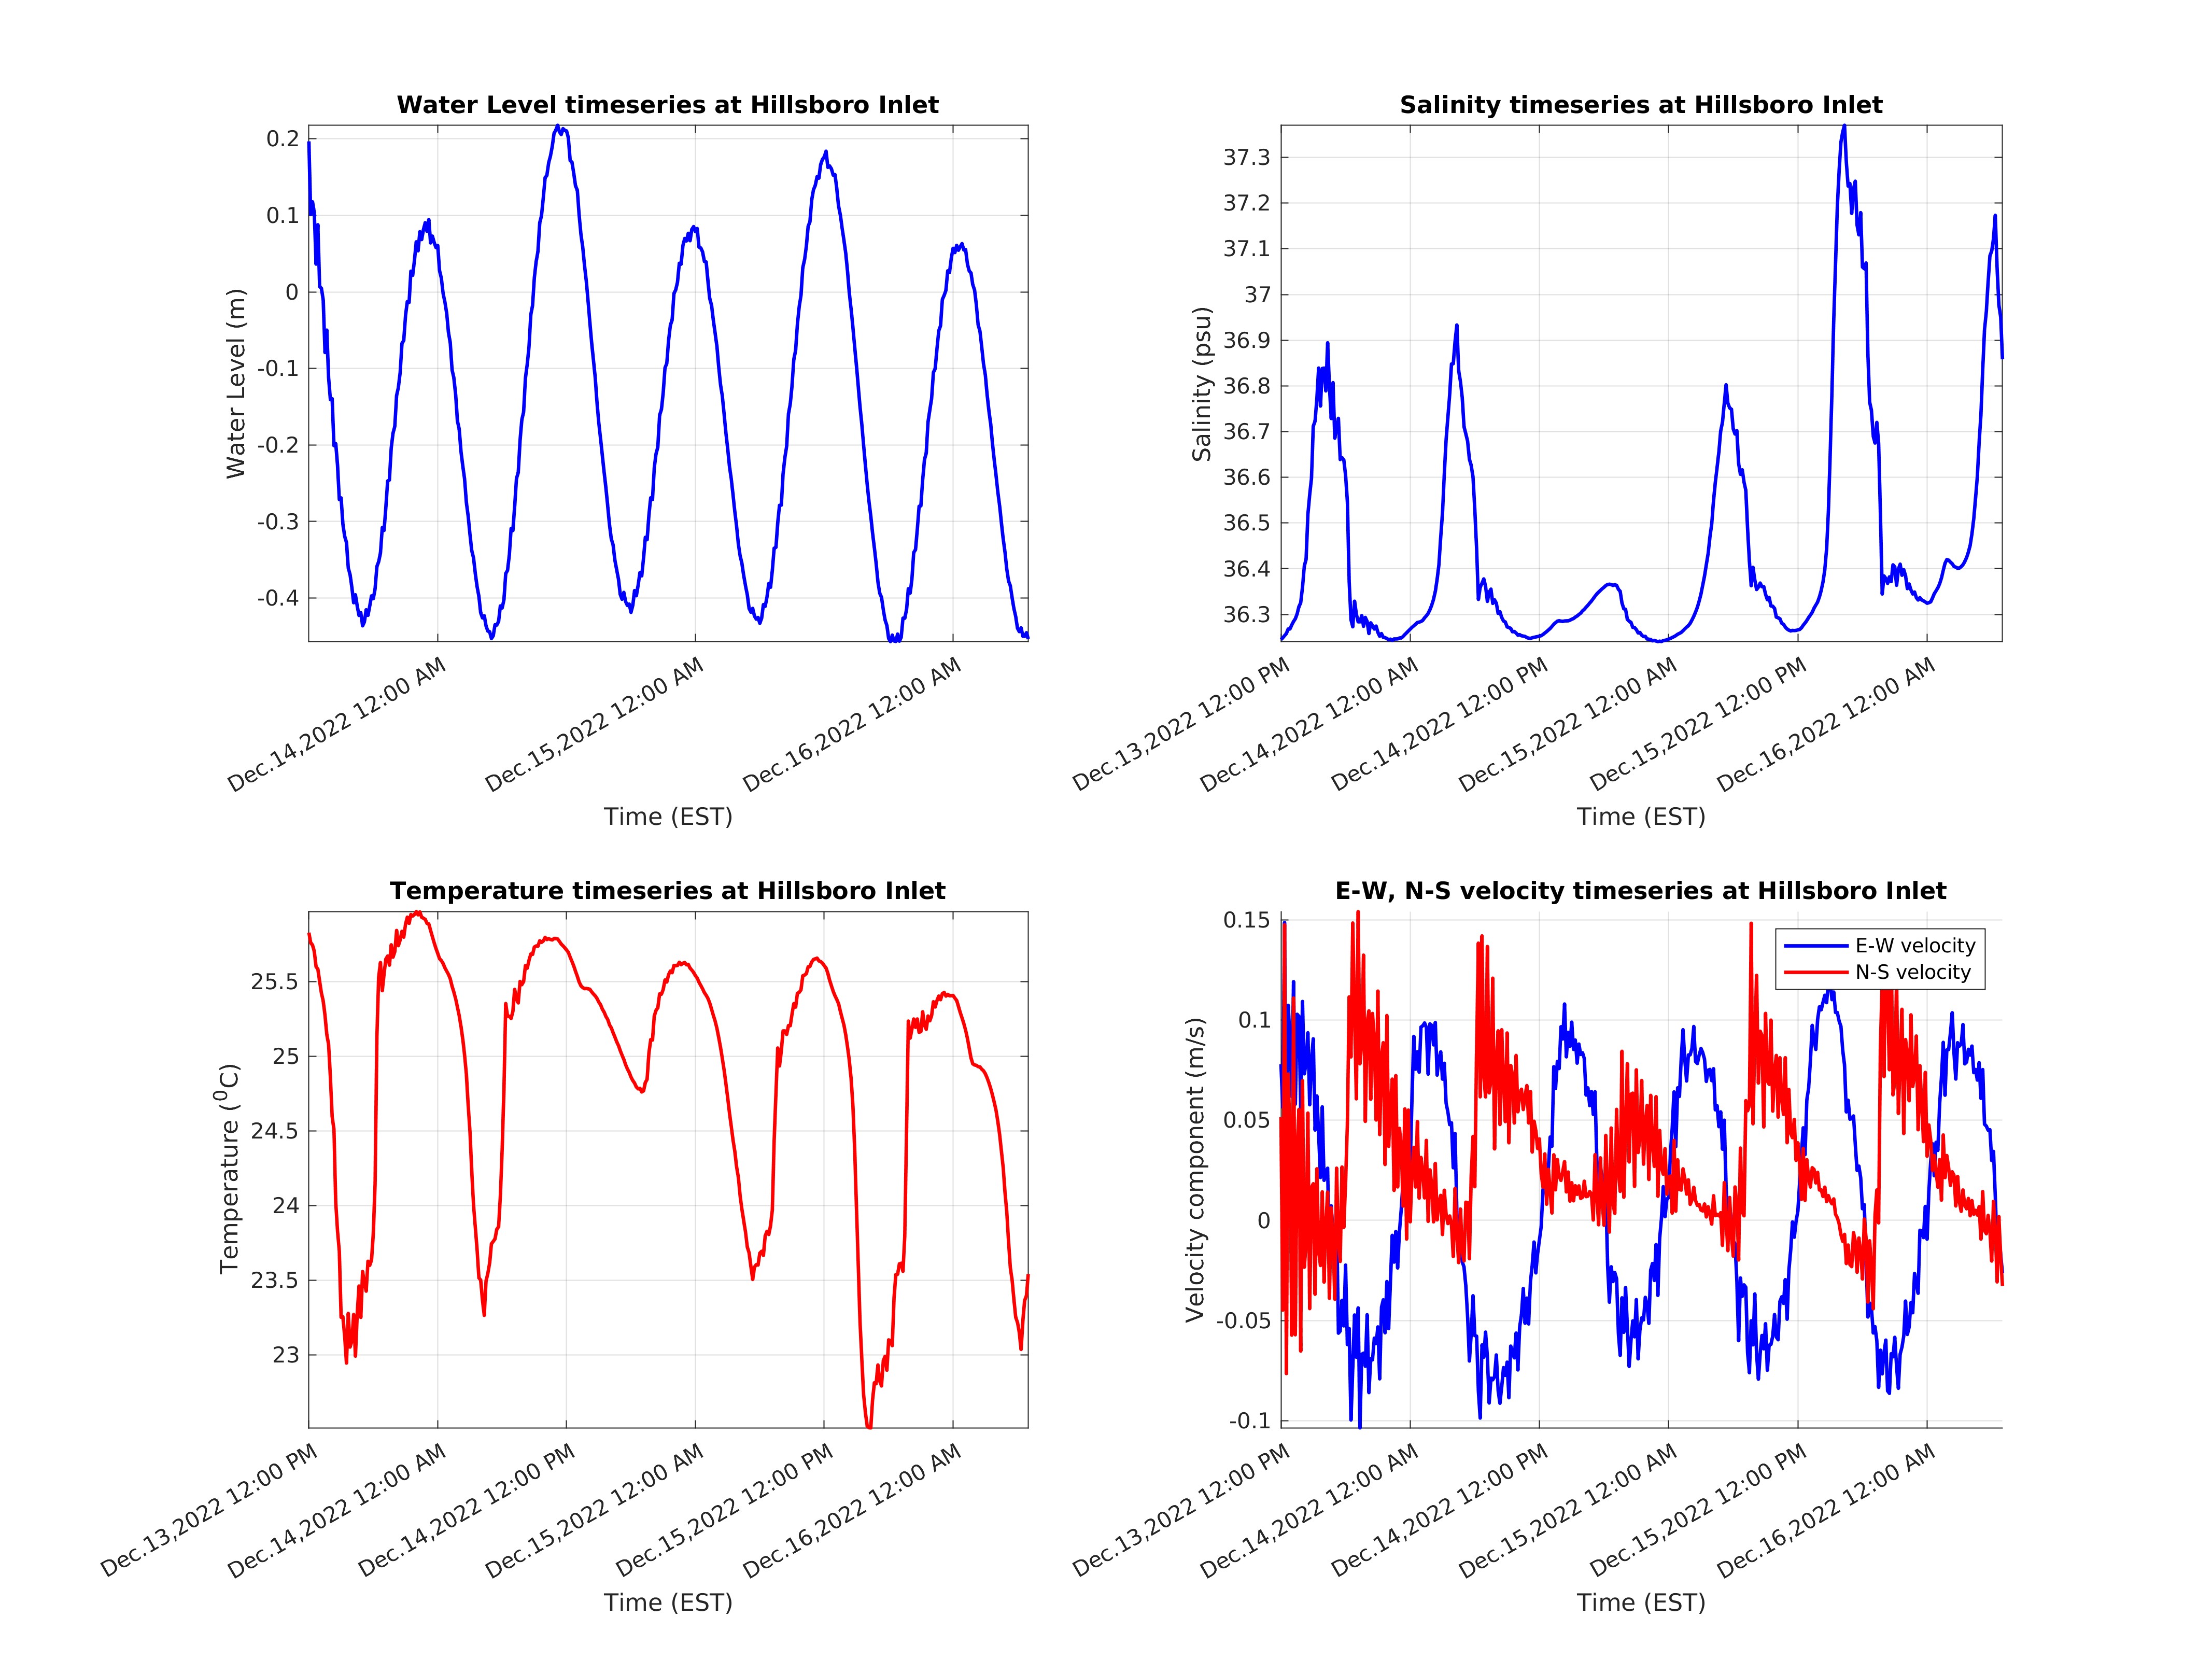 Water Level timeseries at Hillsboro Inlet
0.2
0.1
0
-0.1
-0.2
-0.3
-0.4
Water Level (m)
Dec.14,2022 12:00 AM
Dec.15,2022 12:00 AM
Dec.16,2022 12:00 AM
Time (EST)
Salinity timeseries at Hillsboro Inlet
37.3
37.2
37.1
37
36.9
36.8
36.7
36.6
36.5
36.4
36.3
Salinity (psu)
Dec.13,2022 12:00 PM
Dec.14,2022 12:00 AM
Dec.14,2022 12:00 PM
Dec.15,2022 12:00 AM
Dec.15,2022 12:00 PM
Dec.16,2022 12:00 AM
Time (EST)
Temperature timeseries at Hillsboro Inlet
25.5
25
24.5
24
23.5
23
Temperature (⁰C)
Dec.13,2022 12:00 PM
Dec.14,2022 12:00 AM
Dec.14,2022 12:00 PM
Dec.15,2022 12:00 AM
Dec.15,2022 12:00 PM
Dec.16,2022 12:00 AM
Time (EST)
E-W, N-S velocity timeseries at Hillsboro Inlet
E-W velocity
N-S velocity
0.15
0.1
0.05
0
-0.05
-0.1
Velocity component (m/s)
Dec.13,2022 12:00 PM
Dec.14,2022 12:00 AM
Dec.14,2022 12:00 PM
Dec.15,2022 12:00 AM
Dec.15,2022 12:00 PM
Dec.16,2022 12:00 AM
Time (EST)